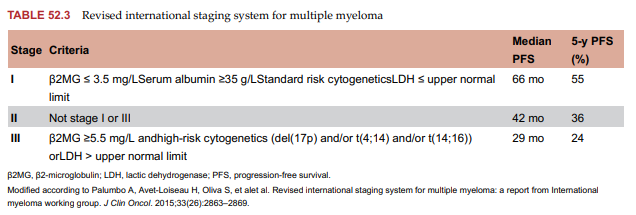 TABLE 52.3 Revised international staging system for multiple myeloma
Stage Criteria Median PFS 5-y PFS (%)
I β2MG ≤ 3.5 mg/LSerum albumin ≥35 g/LStandard risk cytogeneticsLDH ≤ upper normal limit 66 mo 55
II Not stage I or III 42 mo 36
III β2MG ≥5.5 mg/L andhigh-risk cytogenetics (del(17p) and/or t(4;14) and/or t(14;16)) orLDH > upper normal limit 29 mo 24
β2MG, β2-microglobulin; LDH, lactic dehydrogenase; PFS, progression-free survival.
Modified according to Palumbo A, Avet-Loiseau H, Oliva S, et alet al. Revised international staging system for multiple myeloma: a report from International
myeloma working group. J Clin Oncol. 2015;33(26):2863–2869.